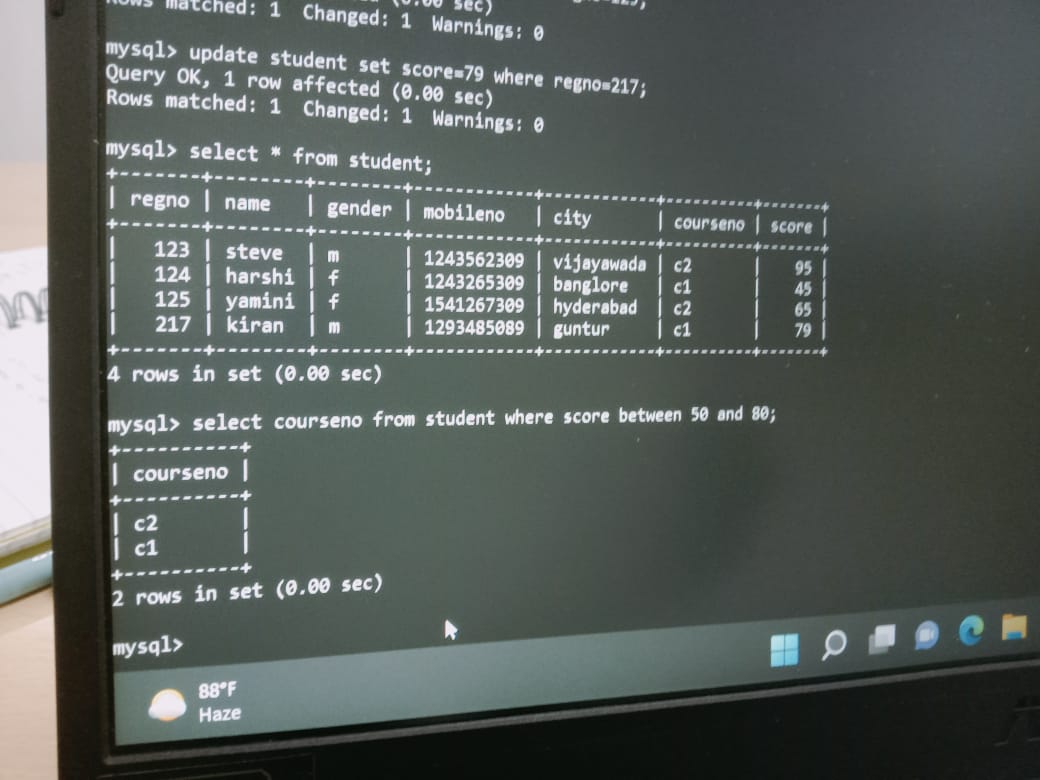 Rows matched: 1  Changed: 1  Warnings: 0
mysql> update student set score=79 where regno=217;
Query OK, 1 row affected (0.00 sec)
Rows matched: 1  Changed: 1  Warnings: 0
mysql> select * from student;
+-------+--------+--------+------------+------------+----------+-------+
| regno | name   | gender | mobileno   | city       | courseno | score |
+-------+--------+--------+------------+------------+----------+-------+
|   123 | steve  | m      | 1243562309 | vijayawada | c2       |    95 |
|   124 | harshi | f      | 1243265309 | banglore   | c1       |    45 |
|   125 | yamini | f      | 1541267309 | hyderabad  | c2       |    65 |
|   217 | kiran  | m      | 1293485089 | guntur     | c1       |    79 |
+-------+--------+--------+------------+------------+----------+-------+
4 rows in set (0.00 sec)
mysql> select courseno from student where score between 50 and 80;
+----------+
| courseno |
+----------+
| c2       |
| c1       |
+----------+
2 rows in set (0.00 sec)
mysql>
88°F
Haze